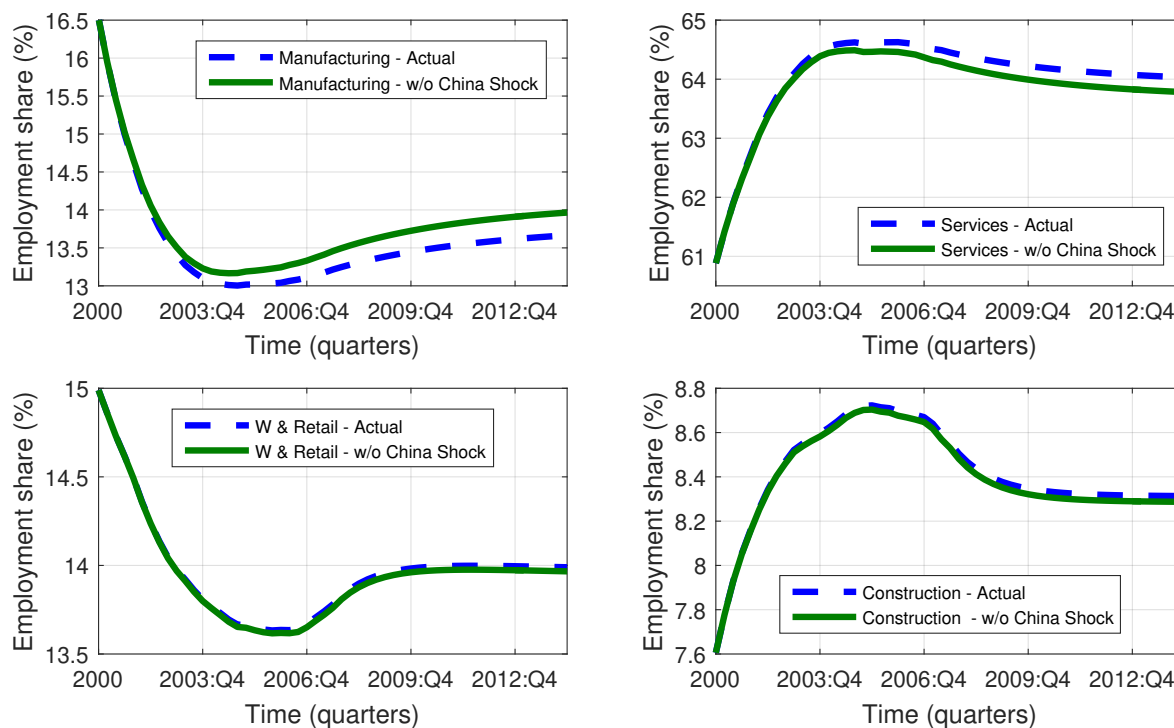 Employment share (%)
16.5
16
15.5
15
14.5
14
13.5
13
Manufacturing - Actual
Manufacturing - w/o China Shock
2000
2003:Q4
2006:Q4
2009:Q4
2012:Q4
Time (quarters)
Employment share (%)
65
64
63
62
61
Services - Actual
Services - w/o China Shock
2000
2003:Q4
2006:Q4
2009:Q4
2012:Q4
Time (quarters)
Employment share (%)
15
14.5
14
13.5
W & Retail - Actual
W & Retail - w/o China Shock
2000
2003:Q4
2006:Q4
2009:Q4
2012:Q4
Time (quarters)
Employment share (%)
8.8
8.6
8.4
8.2
8
7.8
7.6
Construction - Actual
Construction - w/o China Shock
2000
2003:Q4
2006:Q4
2009:Q4
2012:Q4
Time (quarters)